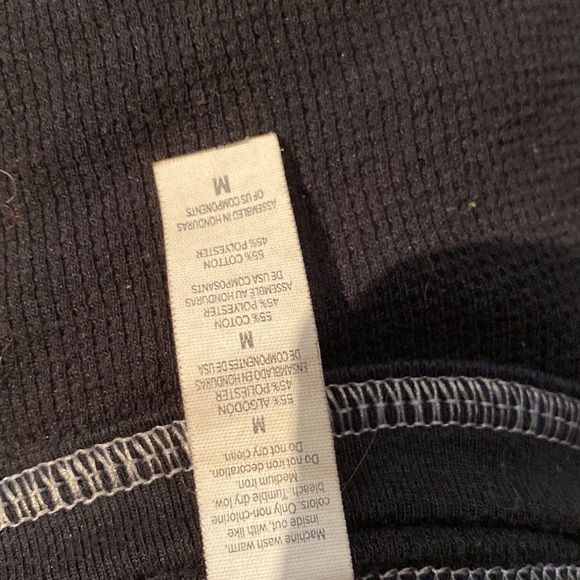 Machine wash warm,
inside out, with like
colors. Only non-chlorine
bleach. Tumble dry low.
Medium iron.
Do not iron decoration.
Do not dry clean.
M
55% ALGODÓN
45% POLIESTER
ENSAMBLADO EN HONDURAS
DE COMPONENTES DE USA
M
55% COTON
45% POLYESTER
ASSEMBLE AU HONDURAS
DE USA COMPOSANTS
55% COTTON
45% POLYESTER
ASSEMBLED IN HONDURAS
OF US COMPONENTS
M